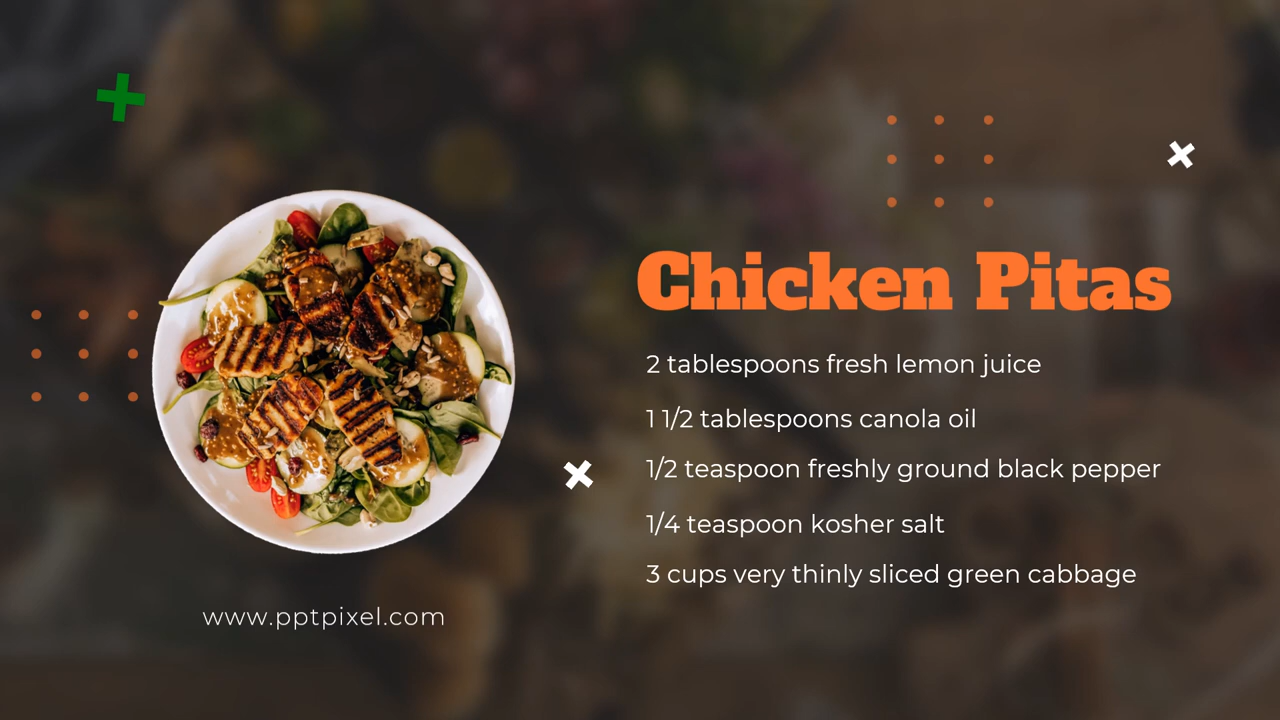 Chicken Pitas
2 tablespoons fresh lemon juice
1 1/2 tablespoons canola oil
1/2 teaspoon freshly ground black pepper
1/4 teaspoon kosher salt
3 cups very thinly sliced green cabbage
www.pptpixel.com